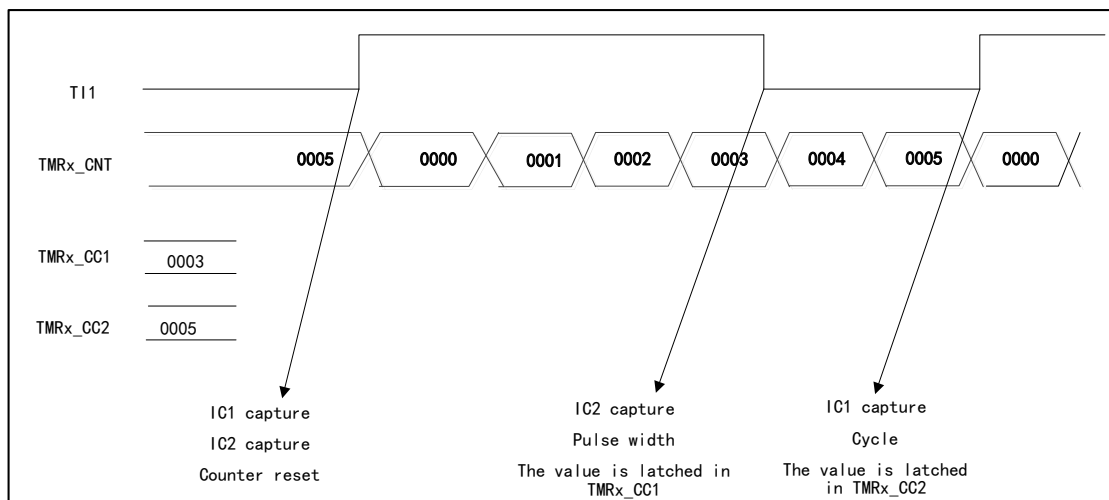 TI1
TMRx_CNT
0005 0000 0001 0002 0003 0004 0005 0000
TMRx_CC1
0003
TMRx_CC2
0005
IC1 capture
IC2 capture
Counter reset
IC2 capture
Pulse width
The value is latched in
TMRx_CC1
IC1 capture
Cycle
The value is latched
in TMRx_CC2